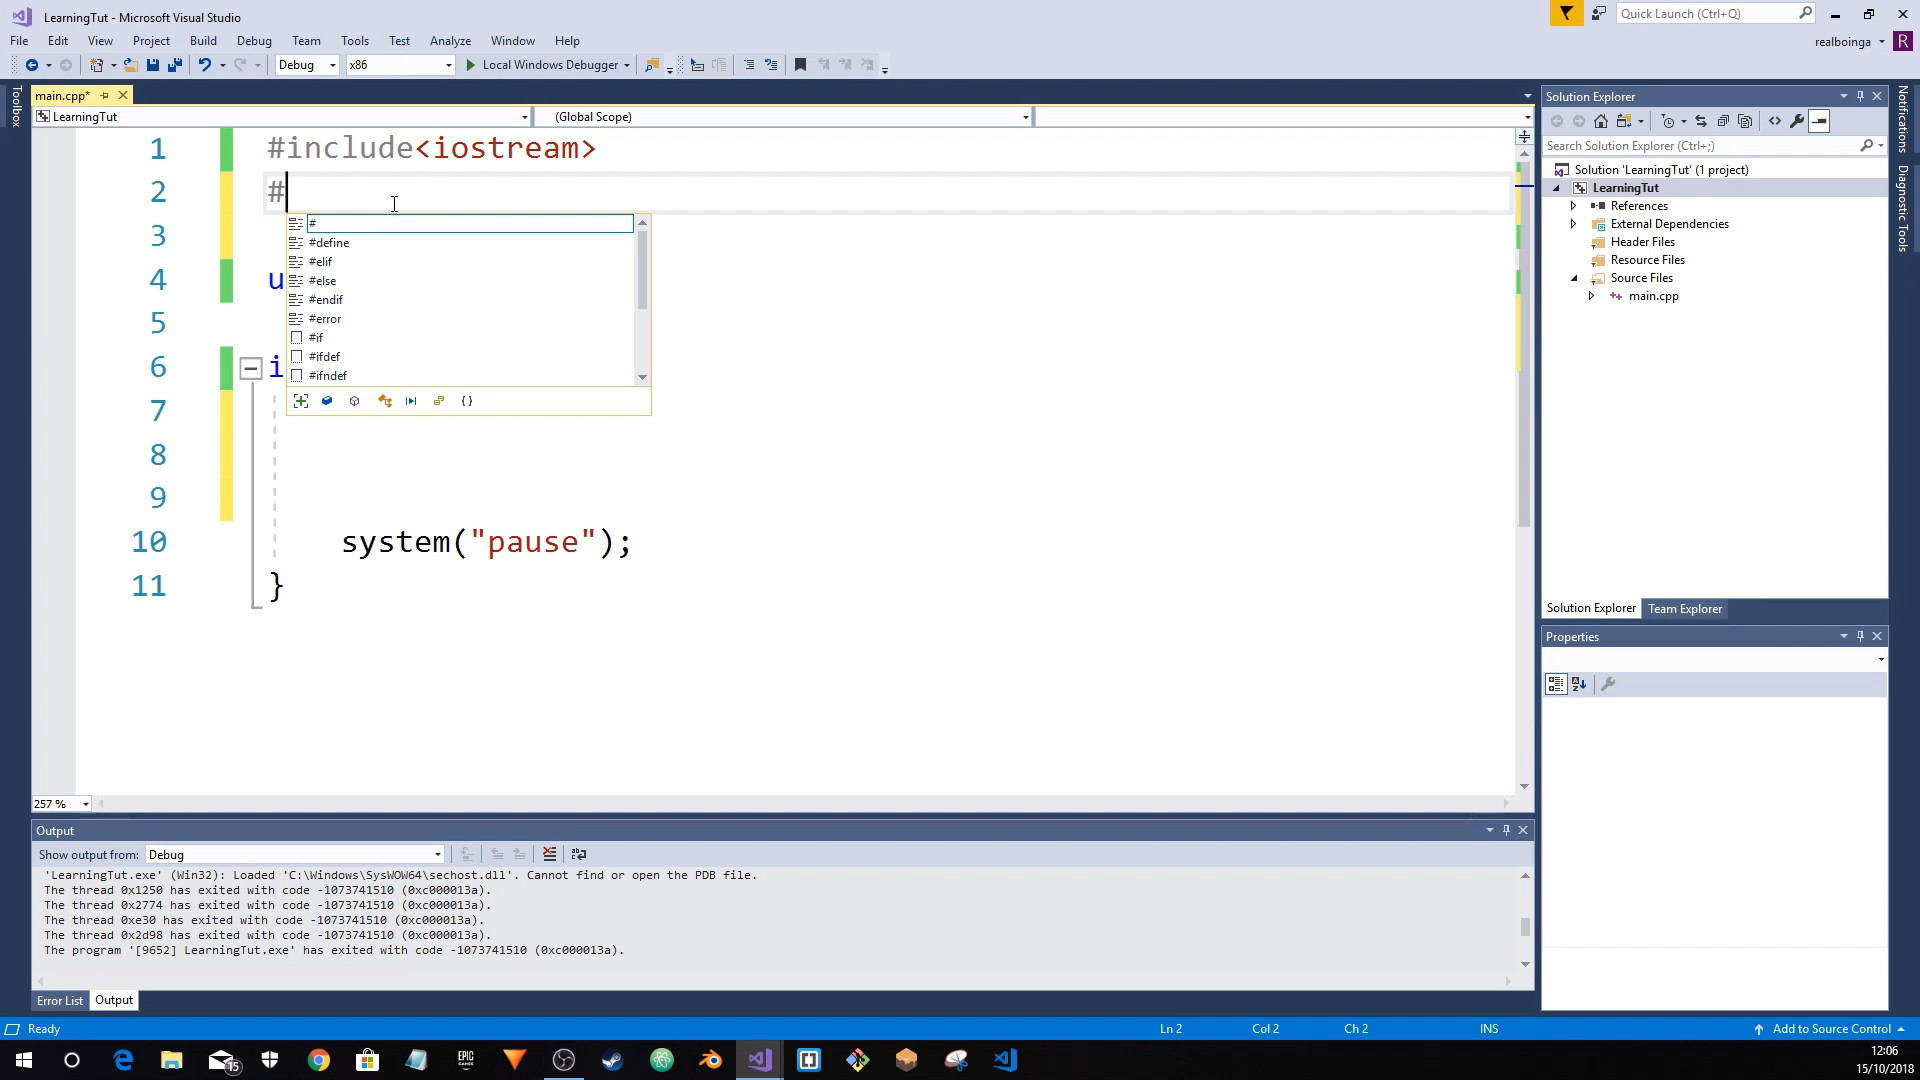 LearningTut - Microsoft Visual Studio
Quick Launch (Ctrl+Q)
File Edit View Project Build Debug Team Tools Test Analyze Window Help
realboinga R
Debug x86 Local Windows Debugger
main.cpp*
LearningTut (Global Scope)
Toolbox
1 #include<iostream>
2 #
3
4 u
5
6 i
7
8
9
10 system("pause");
11 }
#
#define
#elif
#else
#endif
#error
#if
#ifdef
#ifndef
257 %
Solution Explorer
Search Solution Explorer (Ctrl+;)
Solution 'LearningTut' (1 project)
LearningTut
References
External Dependencies
Header Files
Resource Files
Source Files
main.cpp
Solution Explorer Team Explorer
Properties
Notifications
Diagnostic Tools
Output
Show output from: Debug
'LearningTut.exe' (Win32): Loaded 'C:\Windows\SysWOW64\sechost.dll'. Cannot find or open the PDB file.
The thread 0x1250 has exited with code -1073741510 (0xc000013a).
The thread 0x2774 has exited with code -1073741510 (0xc000013a).
The thread 0xe30 has exited with code -1073741510 (0xc000013a).
The thread 0x2d98 has exited with code -1073741510 (0xc000013a).
The program '[9652] LearningTut.exe' has exited with code -1073741510 (0xc000013a).
Error List Output
Ready Ln 2 Col 2 Ch 2 INS Add to Source Control
15
EPIC GAMES
12:06
15/10/2018